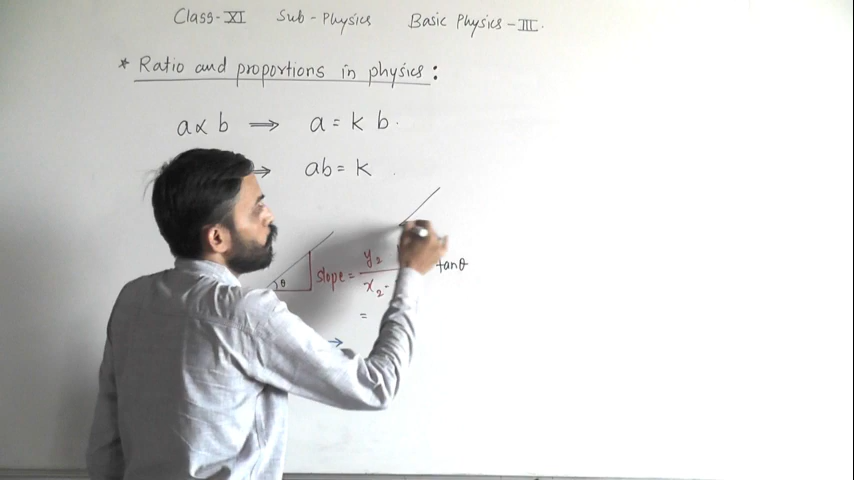 Class-XI Sub-Physics Basic Physics-III.
* Ratio and proportions in physics:
a∝b ⟹ a = k b.
⟹ ab = k
θ slope = y₂ / x₂- tanθ
=
→